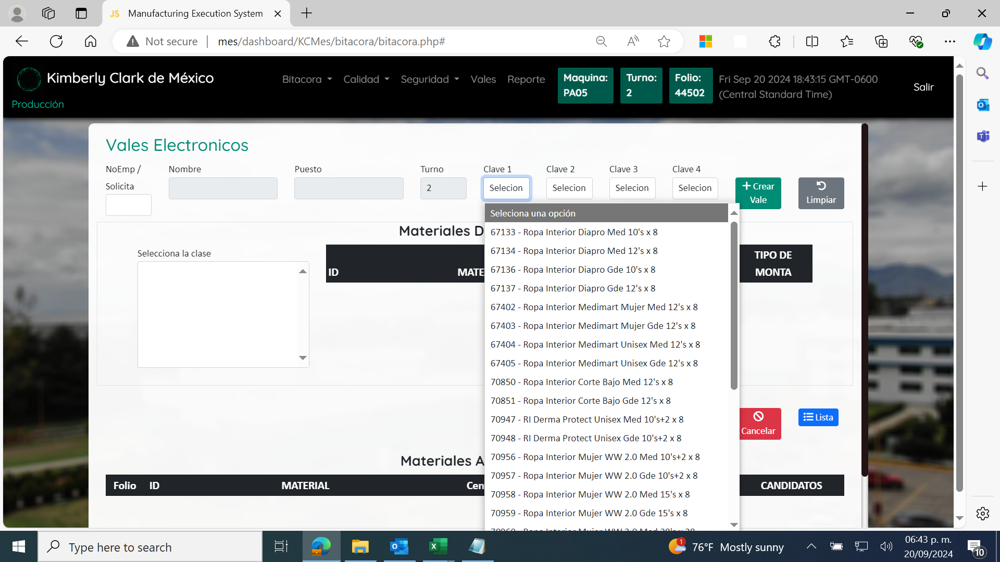 JS Manufacturing Execution System
Not secure
mes/dashboard/KCMes/bitacora/bitacora.php#
Kimberly Clark de México
Producción
Bitacora
Calidad
Seguridad
Vales
Reporte
Maquina:
PA05
Turno:
2
Folio:
44502
Fri Sep 20 2024 18:43:15 GMT-0600
(Central Standard Time)
Salir
Vales Electronicos
NoEmp /
Solicita
Nombre
Puesto
Turno
2
Clave 1
Selecion
Clave 2
Selecion
Clave 3
Selecion
Clave 4
Selecion
Crear
Vale
Limpiar
Seleciona una opción
67133 - Ropa Interior Diapro Med 10's x 8
67134 - Ropa Interior Diapro Med 12's x 8
67136 - Ropa Interior Diapro Gde 10's x 8
67137 - Ropa Interior Diapro Gde 12's x 8
67402 - Ropa Interior Medimart Mujer Med 12's x 8
67403 - Ropa Interior Medimart Mujer Gde 12's x 8
67404 - Ropa Interior Medimart Unisex Med 12's x 8
67405 - Ropa Interior Medimart Unisex Gde 12's x 8
70850 - Ropa Interior Corte Bajo Med 12's x 8
70851 - Ropa Interior Corte Bajo Gde 12's x 8
70947 - RI Derma Protect Unisex Med 10's+2 x 8
70948 - RI Derma Protect Unisex Gde 10's+2 x 8
70956 - Ropa Interior Mujer WW 2.0 Med 10's+2 x 8
70957 - Ropa Interior Mujer WW 2.0 Gde 10's+2 x 8
70958 - Ropa Interior Mujer WW 2.0 Med 15's x 8
70959 - Ropa Interior Mujer WW 2.0 Gde 15's x 8
Materiales D
Selecciona la clase
ID
MATE
TIPO DE
MONTA
Cancelar
Lista
Materiales A
Folio
ID
MATERIAL
Cen
CANDIDATOS
Type here to search
1
76°F Mostly sunny
06:43 p. m.
20/09/2024
10